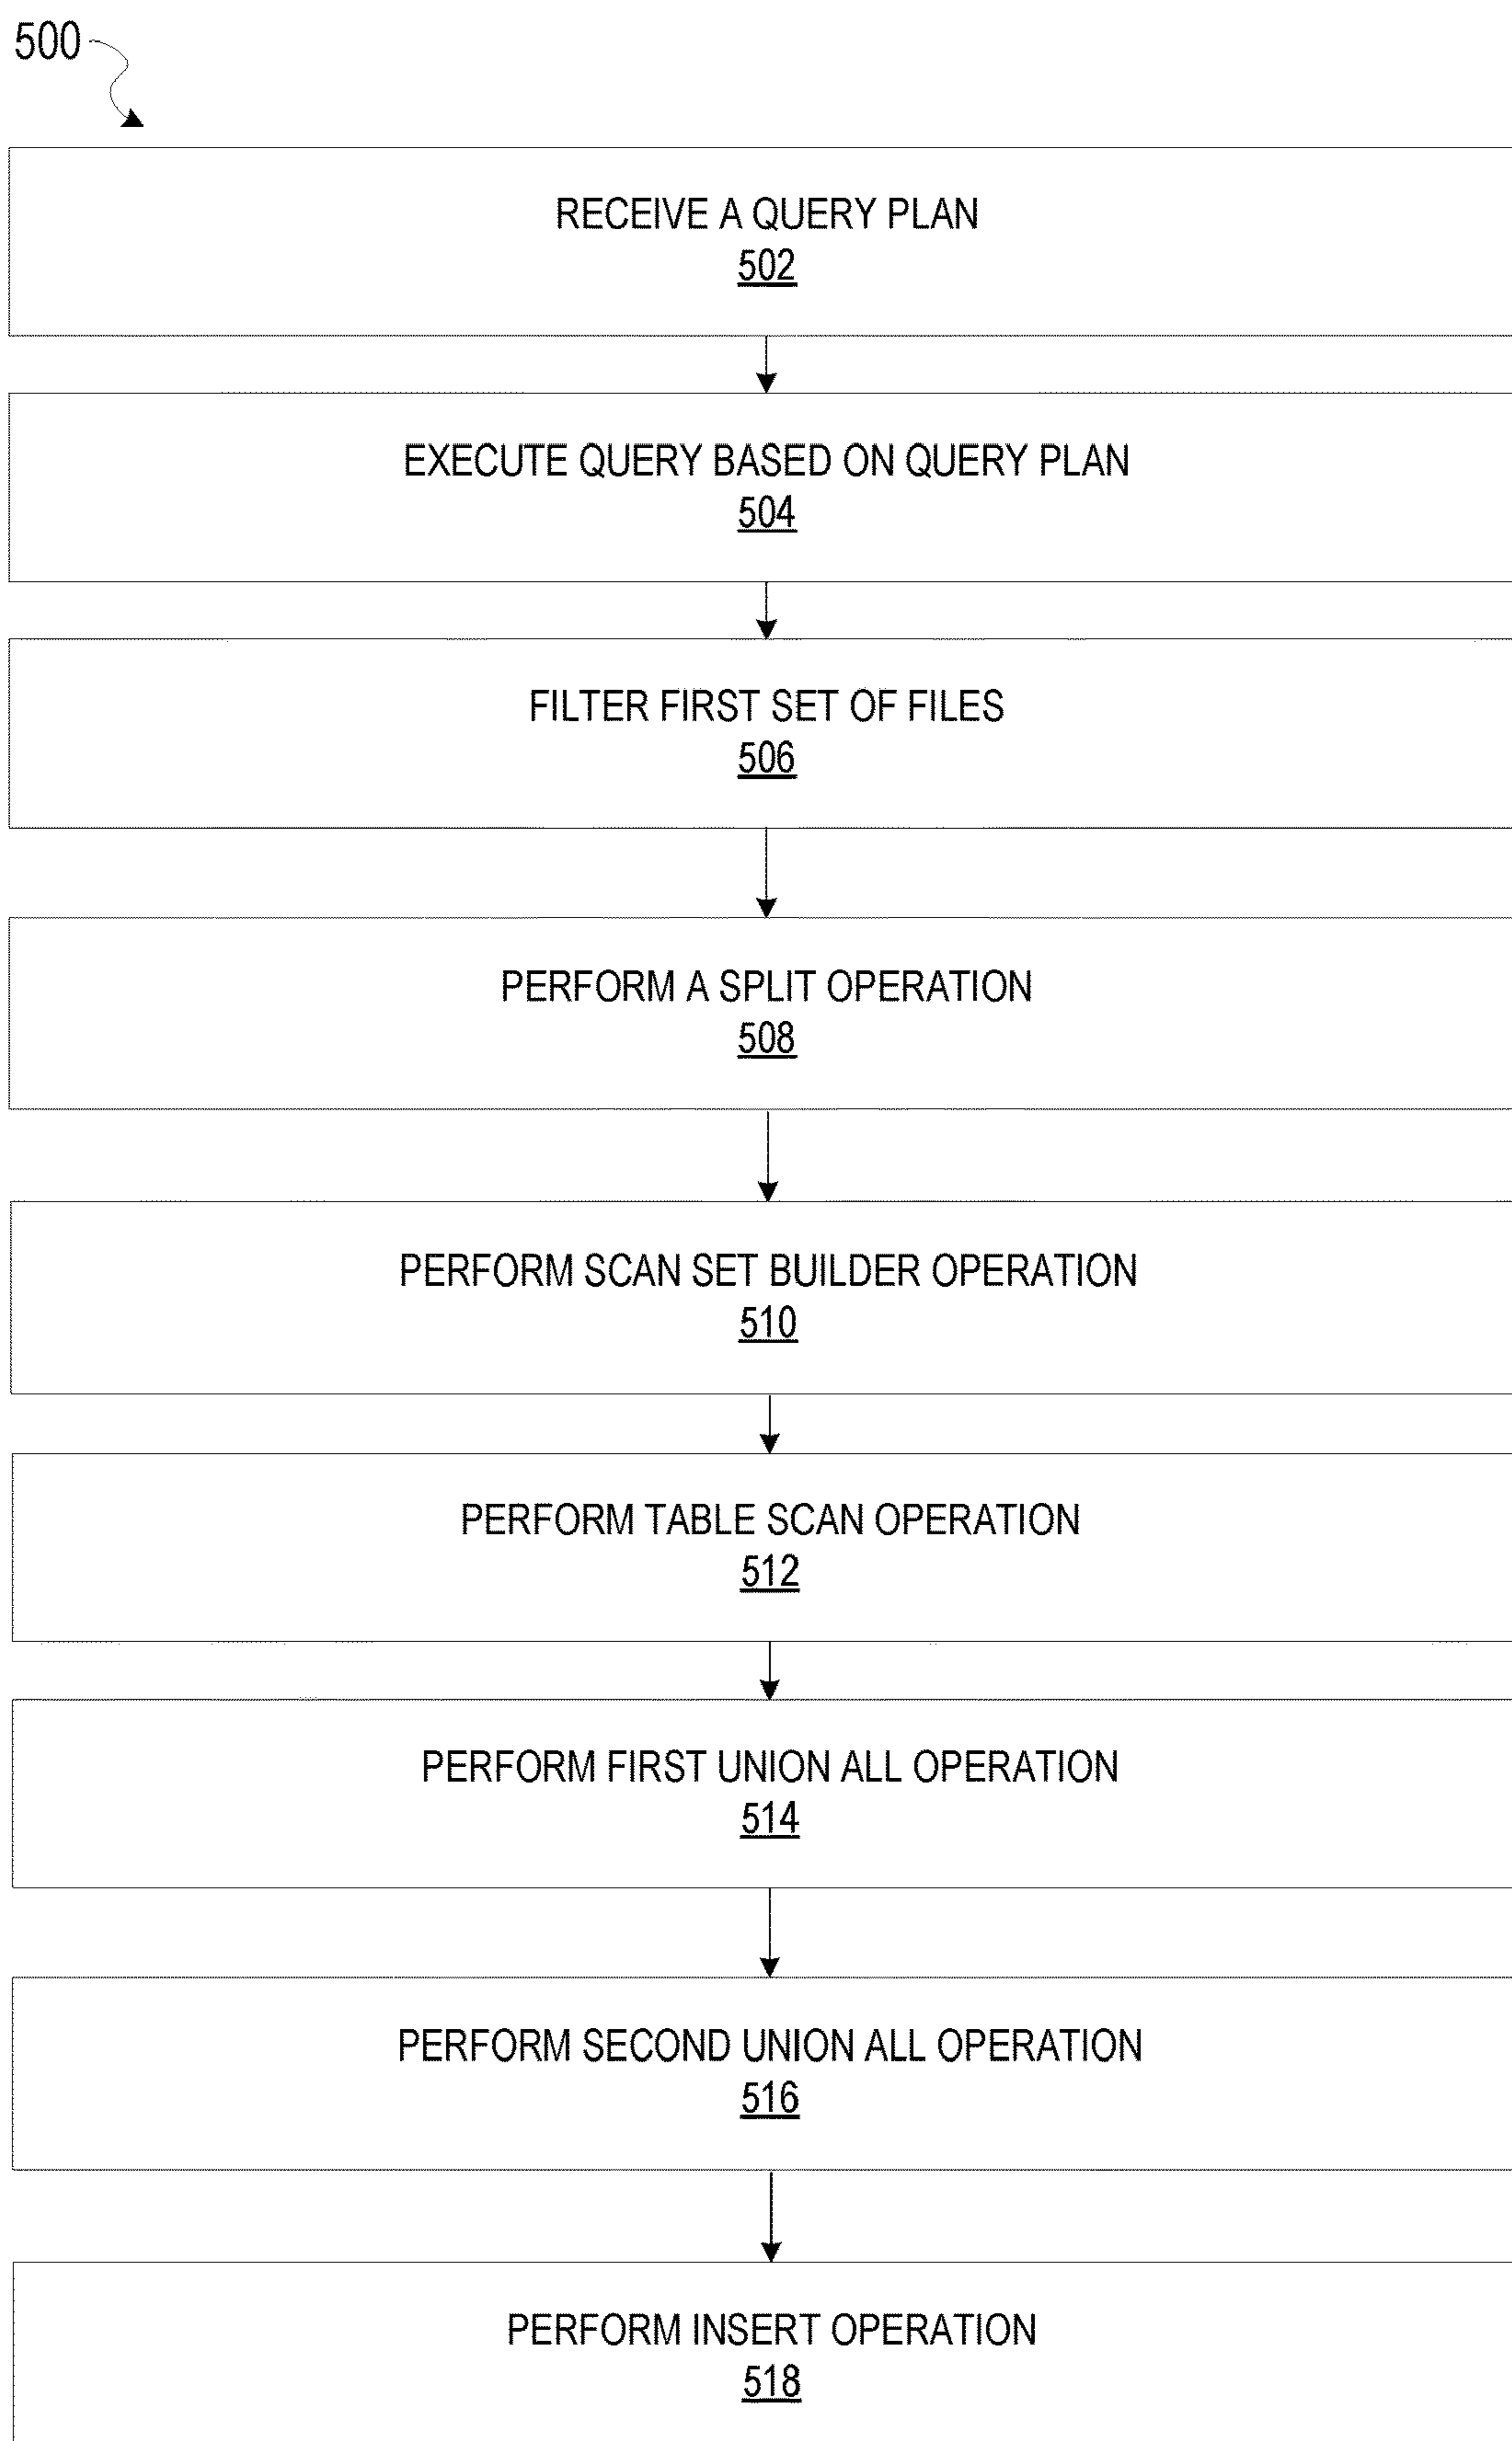 500
RECEIVE A QUERY PLAN
502
EXECUTE QUERY BASED ON QUERY PLAN
504
FILTER FIRST SET OF FILES
506
PERFORM A SPLIT OPERATION
508
PERFORM SCAN SET BUILDER OPERATION
510
PERFORM TABLE SCAN OPERATION
512
PERFORM FIRST UNION ALL OPERATION
514
PERFORM SECOND UNION ALL OPERATION
516
PERFORM INSERT OPERATION
518